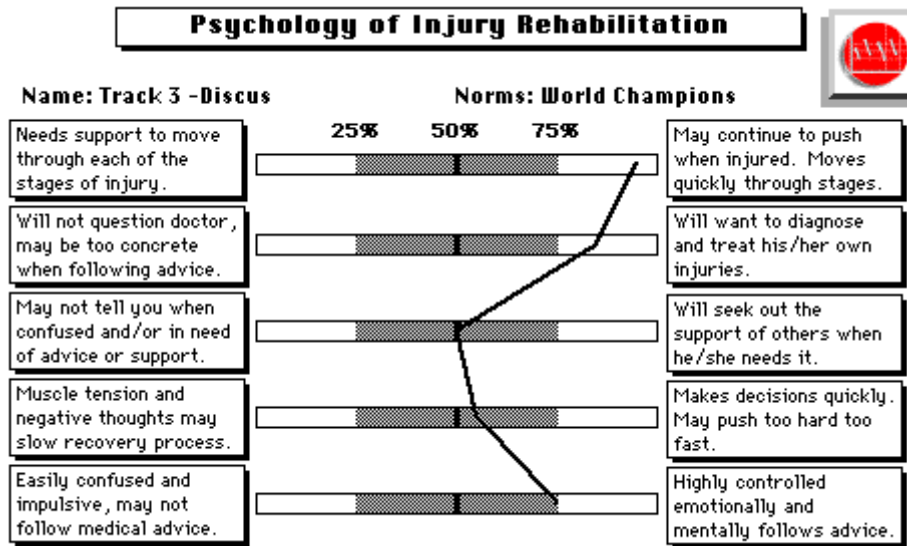 Psychology of Injury Rehabilitation
Name: Track 3 -Discus
Norms: World Champions
25% 50% 75%
Needs support to move
through each of the
stages of injury.
May continue to push
when injured. Moves
quickly through stages.
Will not question doctor,
may be too concrete
when following advice.
Will want to diagnose
and treat his/her own
injuries.
May not tell you when
confused and/or in need
of advice or support.
Will seek out the
support of others when
he/she needs it.
Muscle tension and
negative thoughts may
slow recovery process.
Makes decisions quickly.
May push too hard too
fast.
Easily confused and
impulsive, may not
follow medical advice.
Highly controlled
emotionally and
mentally follows advice.